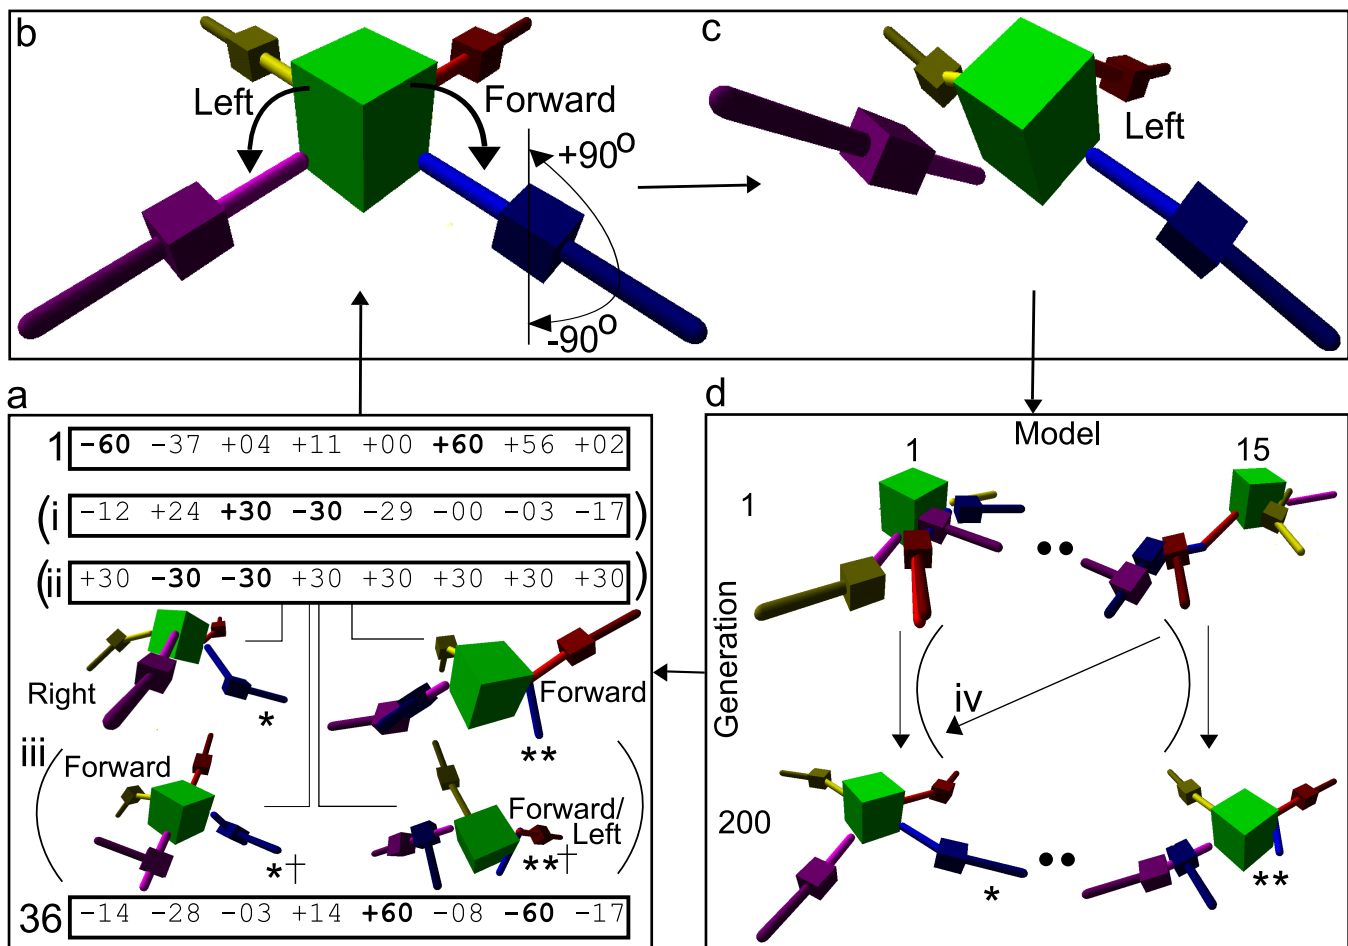 b
Left
Forward
+90o
-90o
c
Left
a
1 -60 -37 +04 +11 +00 +60 +56 +02
(i -12 +24 +30 -30 -29 -00 -03 -17)
(ii +30 -30 -30 +30 +30 +30 +30 +30)
Right
*
Forward
**
iii
Forward
*†
Forward/
Left
**†
36 -14 -28 -03 +14 +60 -08 -60 -17
d
Model
1 15
Generation
1
iv
200
*
**